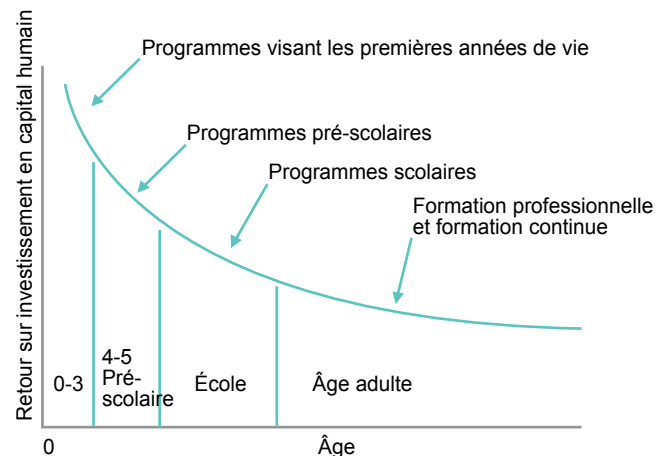 Retour sur investissement en capital humain
Programmes visant les premières années de vie
Programmes pré-scolaires
Programmes scolaires
Formation professionnelle
et formation continue
0-3
4-5
Pré-
scolaire
École
Âge adulte
0
Âge